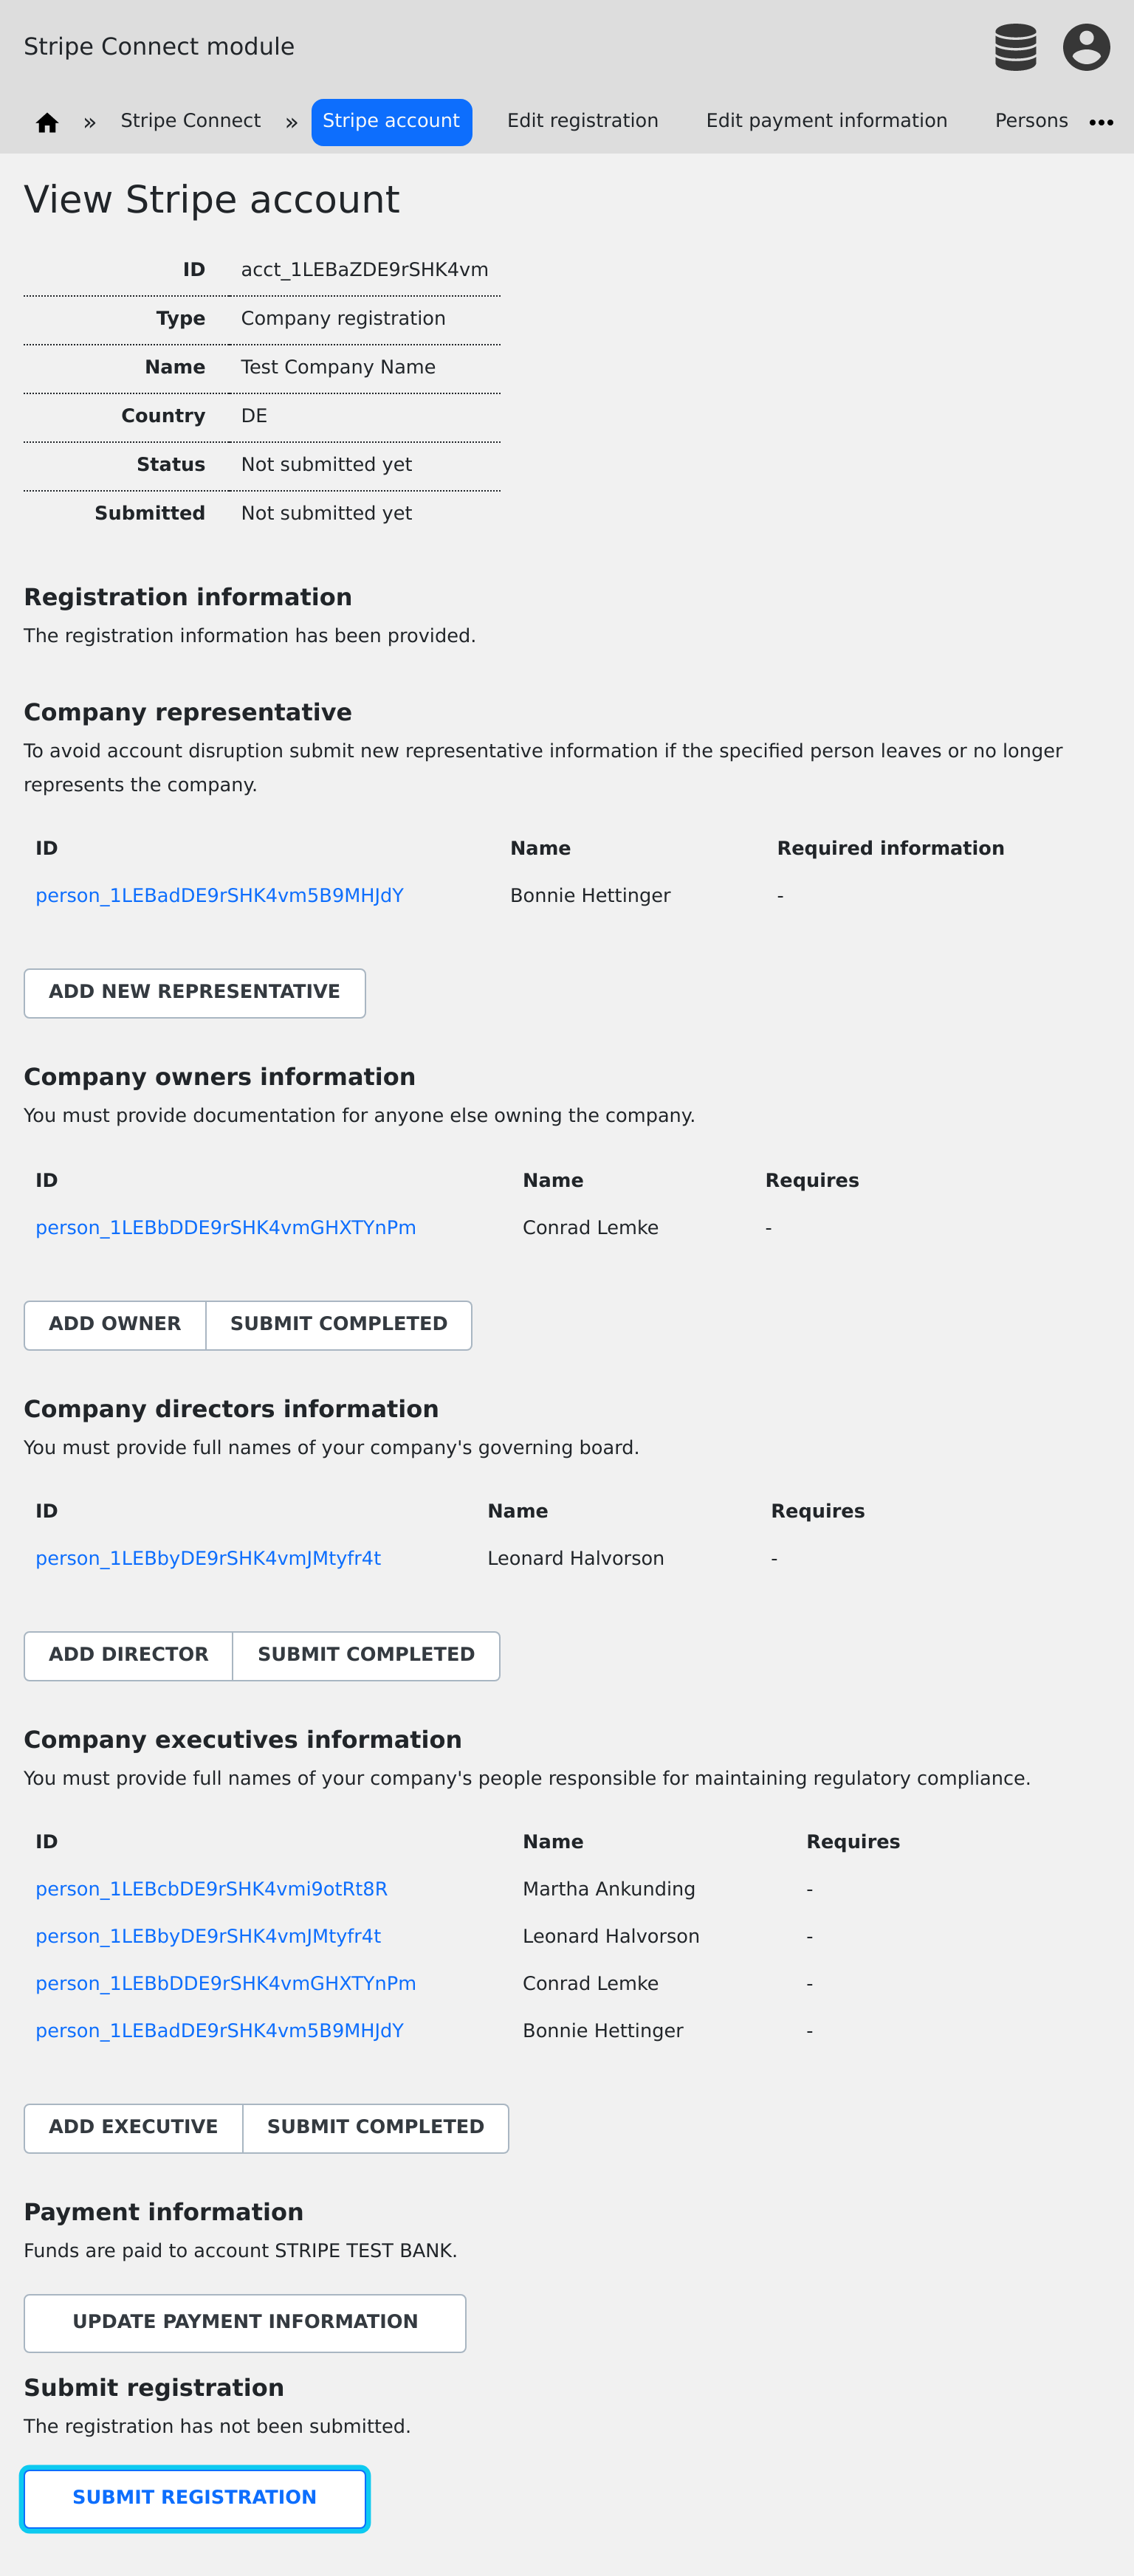 Stripe Connect module
» Stripe Connect » Stripe account Edit registration Edit payment information Persons •••
View Stripe account
ID acct_1LEBaZDE9rSHK4vm
Type Company registration
Name Test Company Name
Country DE
Status Not submitted yet
Submitted Not submitted yet
Registration information
The registration information has been provided.
Company representative
To avoid account disruption submit new representative information if the specified person leaves or no longer
represents the company.
ID Name Required information
person_1LEBadDE9rSHK4vm5B9MHJdY Bonnie Hettinger -
ADD NEW REPRESENTATIVE
Company owners information
You must provide documentation for anyone else owning the company.
ID Name Requires
person_1LEBbDDE9rSHK4vmGHXTYnPm Conrad Lemke -
ADD OWNER SUBMIT COMPLETED
Company directors information
You must provide full names of your company's governing board.
ID Name Requires
person_1LEBbyDE9rSHK4vmJMtyfr4t Leonard Halvorson -
ADD DIRECTOR SUBMIT COMPLETED
Company executives information
You must provide full names of your company's people responsible for maintaining regulatory compliance.
ID Name Requires
person_1LEBcbDE9rSHK4vmi9otRt8R Martha Ankunding -
person_1LEBbyDE9rSHK4vmJMtyfr4t Leonard Halvorson -
person_1LEBbDDE9rSHK4vmGHXTYnPm Conrad Lemke -
person_1LEBadDE9rSHK4vm5B9MHJdY Bonnie Hettinger -
ADD EXECUTIVE SUBMIT COMPLETED
Payment information
Funds are paid to account STRIPE TEST BANK.
UPDATE PAYMENT INFORMATION
Submit registration
The registration has not been submitted.
SUBMIT REGISTRATION